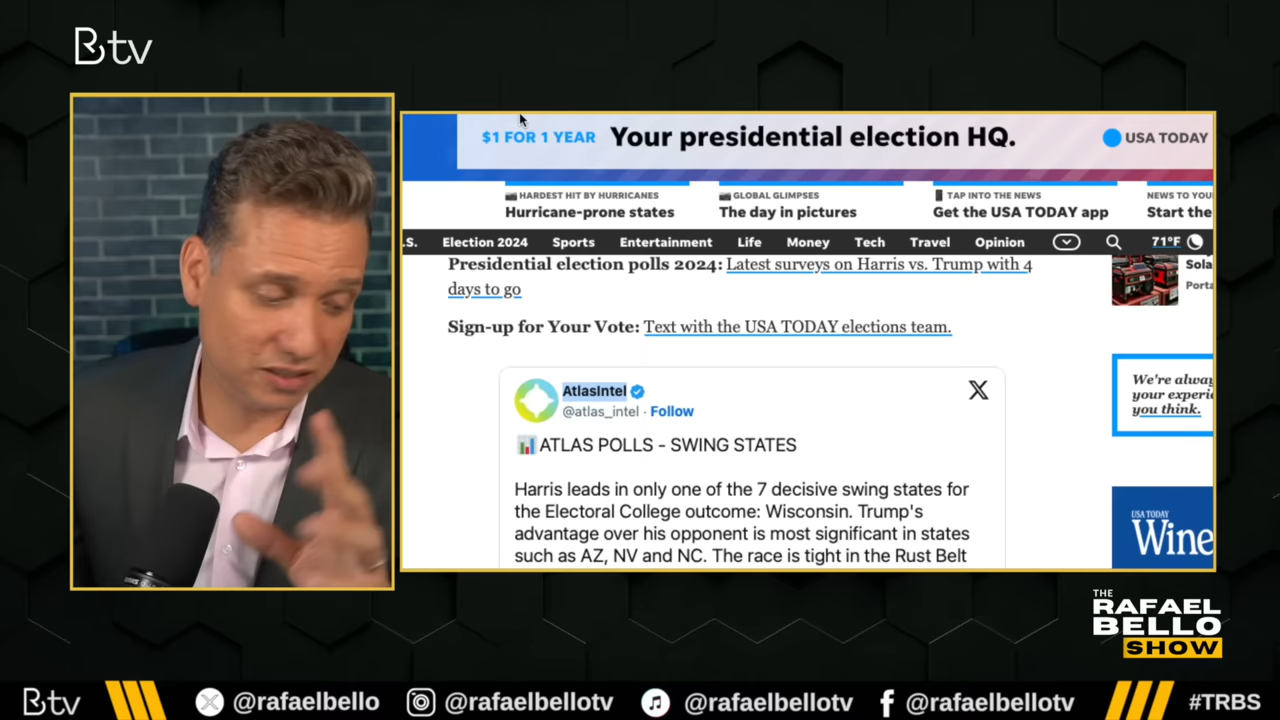 Btv
$1 FOR 1 YEAR
Your presidential election HQ.
USA TODAY
HARDEST HIT BY HURRICANES
Hurricane-prone states
GLOBAL GLIMPSES
The day in pictures
TAP INTO THE NEWS
Get the USA TODAY app
NEWS TO YOU
Start the
.S. Election 2024 Sports Entertainment Life Money Tech Travel Opinion 71°F
Presidential election polls 2024: Latest surveys on Harris vs. Trump with 4
days to go
Sola
Porta
Sign-up for Your Vote: Text with the USA TODAY elections team.
We're alway
your experie
you think.
AtlasIntel
@atlas_intel · Follow
X
📊 ATLAS POLLS - SWING STATES
Harris leads in only one of the 7 decisive swing states for
the Electoral College outcome: Wisconsin. Trump's
advantage over his opponent is most significant in states
such as AZ, NV and NC. The race is tight in the Rust Belt
USA TODAY
Wine
THE
RAFAEL
BELLO
SHOW
Btv @rafaelbello @rafaelbellotv @rafaelbellotv @rafaelbellotv #TRBS